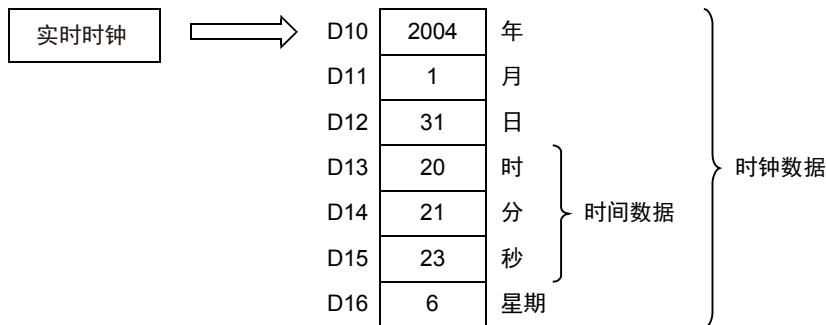 实时时钟
D10 2004 年
D11 1 月
D12 31 日
D13 20 时
D14 21 分
D15 23 秒
D16 6 星期
时间数据
时钟数据